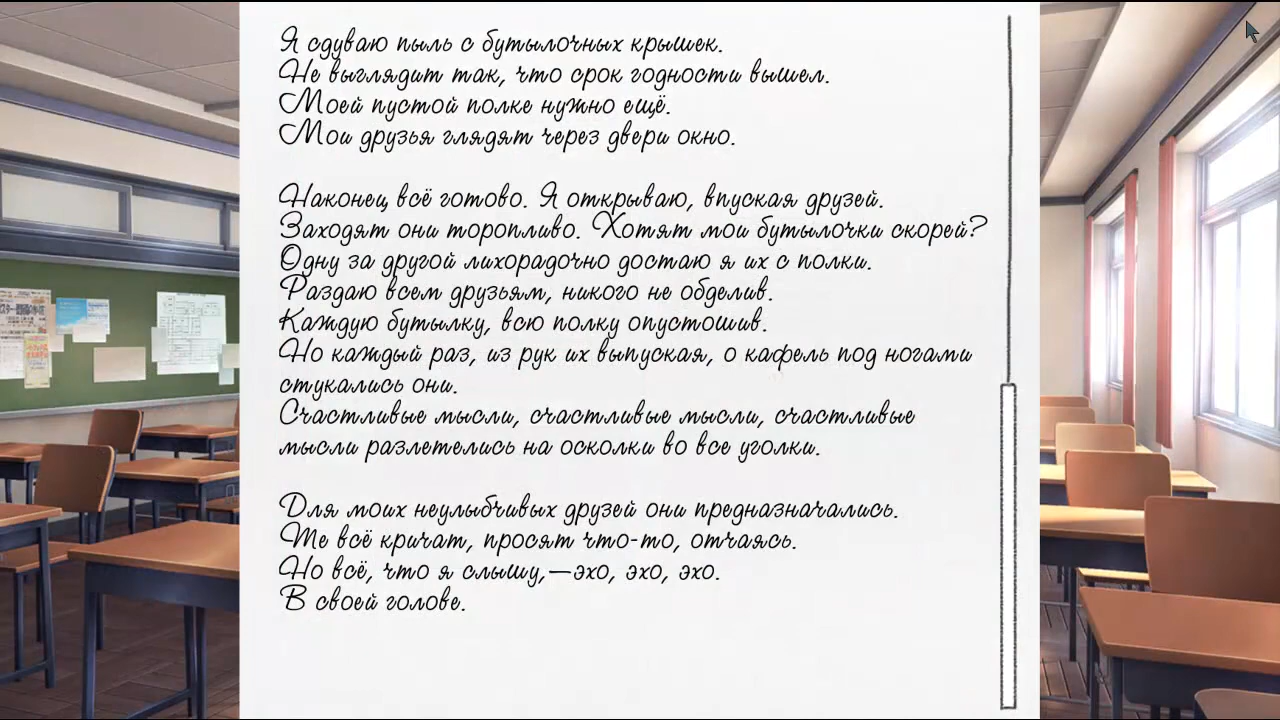 Я сдуваю пыль с бутылочных крышек.
Не выглядит так, что срок годности вышел.
Моей пустой полке нужно ещё.
Мои друзья глядят через двери окно.
Наконец всё готово. Я открываю, впуская друзей.
Заходят они торопливо. Хотят мои бутылочки скорей?
Одну за другой лихорадочно достаю я их с полки.
Раздаю всем друзьям, никого не обделив.
Каждую бутылку, всю полку опустошив.
Но каждый раз, из рук их выпуская, о кафель под ногами
стукались они.
Счастливые мысли, счастливые мысли, счастливые
мысли разлетелись на осколки во все уголки.
Для моих неулыбчивых друзей они предназначались.
Те всё кричат, просят что-то, отчаясь.
Но всё, что я слышу,—эхо, эхо, эхо.
В своей голове.